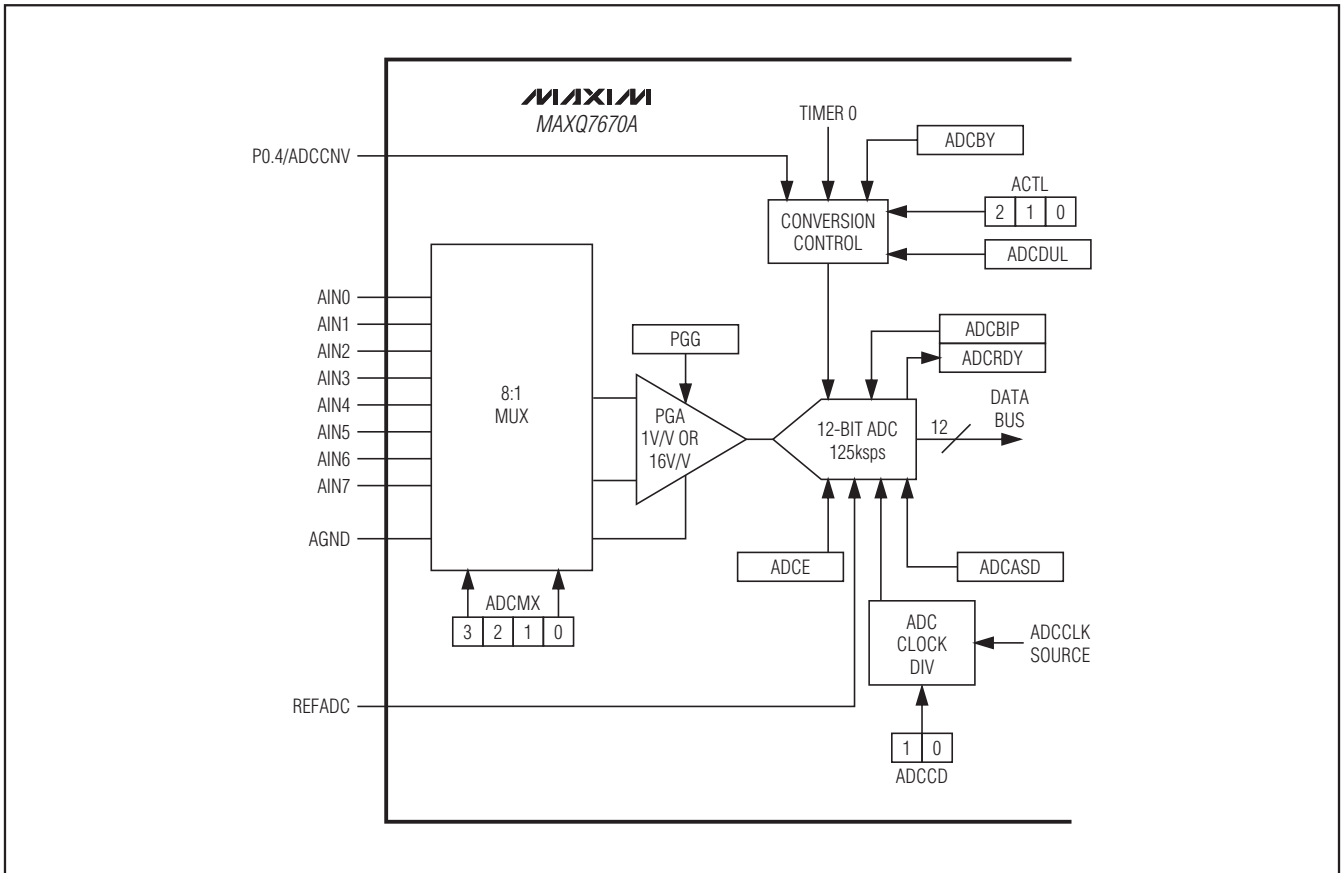 MAXIM
MAXQ7670A
TIMER 0
P0.4/ADCCNV
ADCBY
ACTL
2 1 0
CONVERSION
CONTROL
ADCDUL
AIN0
AIN1
AIN2
AIN3
AIN4
AIN5
AIN6
AIN7
AGND
8:1
MUX
PGG
PGA
1V/V OR
16V/V
ADCBIP
ADCRDY
12-BIT ADC
125ksps
12
DATA
BUS
ADCE
ADCASD
ADCMX
3 2 1 0
ADC
CLOCK
DIV
ADCCLK
SOURCE
REFADC
1 0
ADCCD